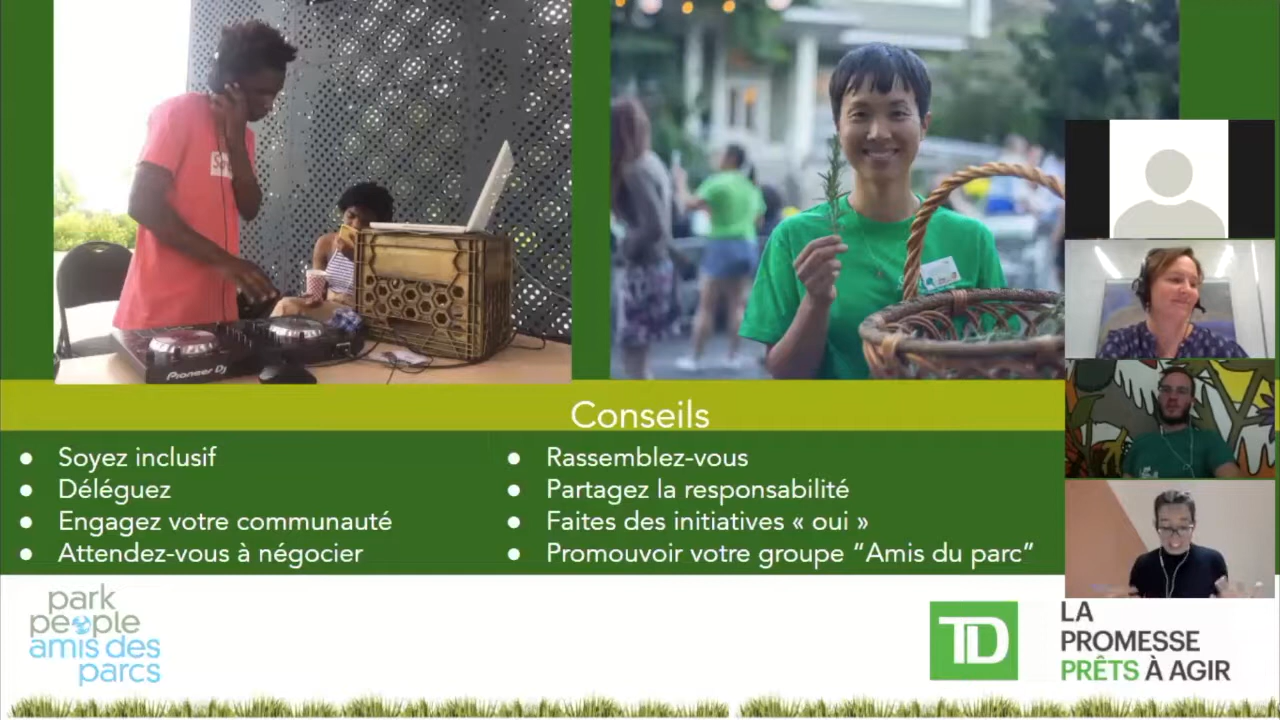 Pioneer DJ
Conseils
● Soyez inclusif
● Déléguez
● Engagez votre communauté
● Attendez-vous à négocier
● Rassemblez-vous
● Partagez la responsabilité
● Faites des initiatives « oui »
● Promouvoir votre groupe “Amis du parc”
park
people
amis des
parcs
TD
LA
PROMESSE
PRÊTS À AGIR